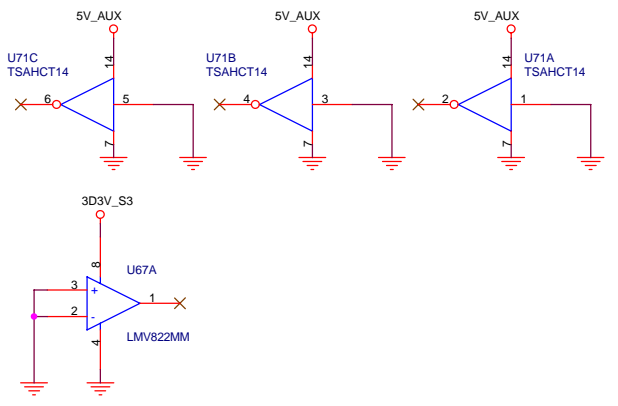 5V_AUX 5V_AUX 5V_AUX
U71C U71B U71A
TSAHCT14 TSAHCT14 TSAHCT14
14 14 14
6 5 4 3 2 1
7 7 7
3D3V_S3
8
U67A
3 +
1
2 -
4
LMV822MM